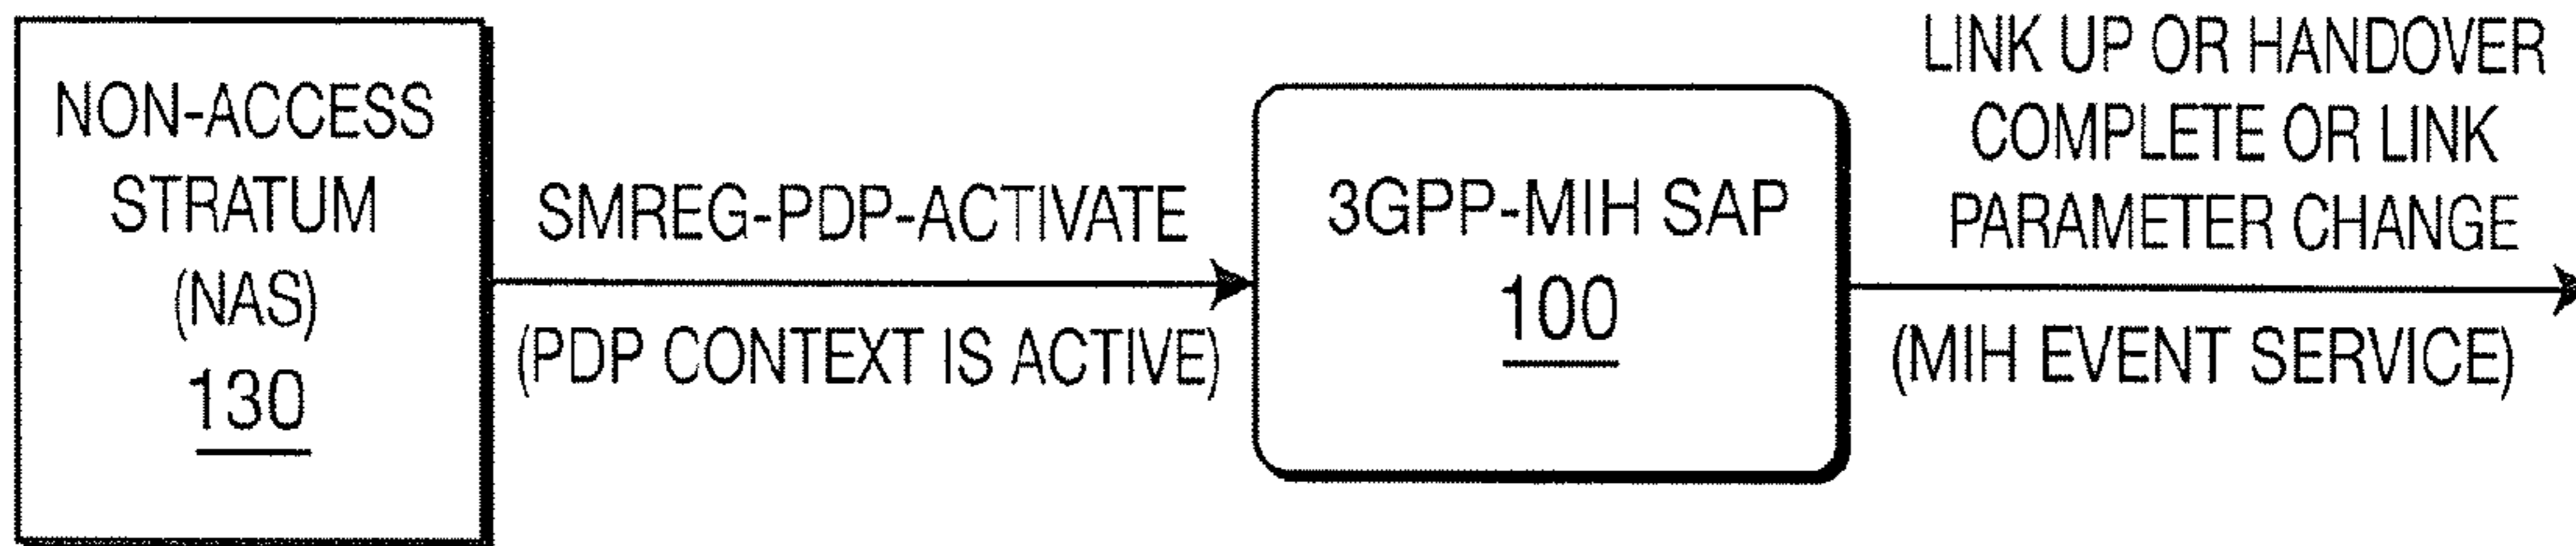 NON-ACCESS
STRATUM
(NAS)
130
SMREG-PDP-ACTIVATE
(PDP CONTEXT IS ACTIVE)
3GPP-MIH SAP
100
LINK UP OR HANDOVER
COMPLETE OR LINK
PARAMETER CHANGE
(MIH EVENT SERVICE)